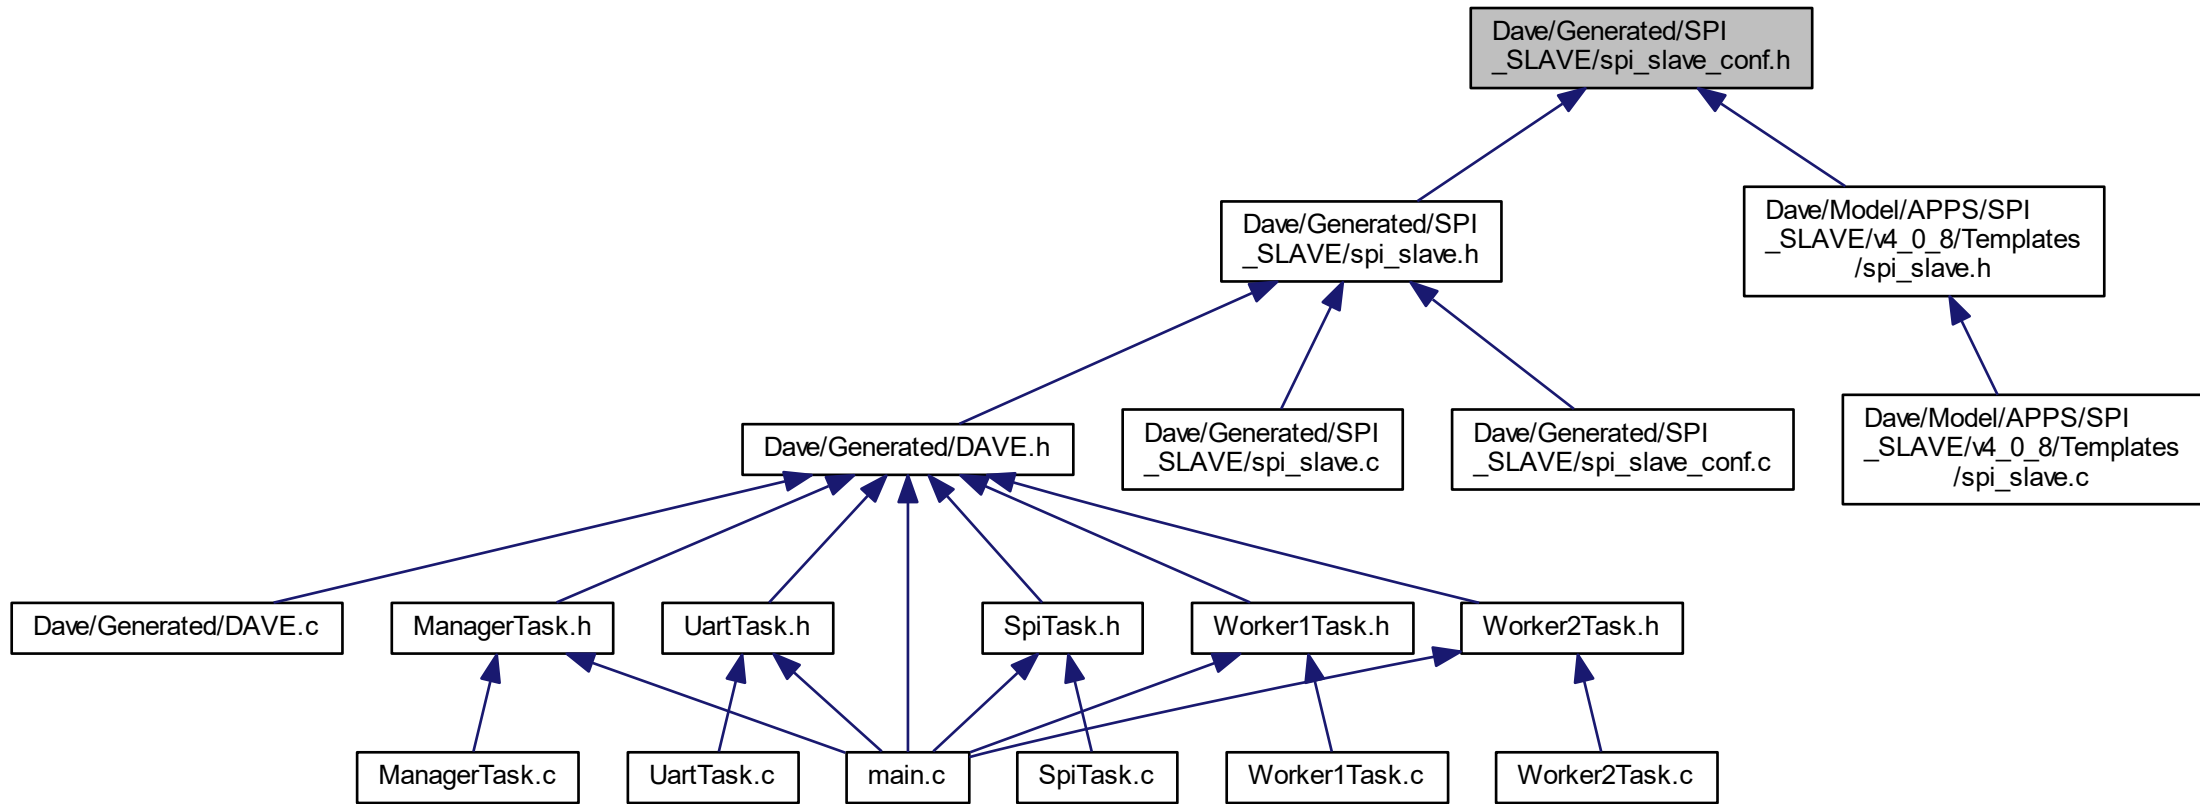 Dave/Generated/SPI
_SLAVE/spi_slave_conf.h
Dave/Generated/SPI
_SLAVE/spi_slave.h
Dave/Model/APPS/SPI
_SLAVE/v4_0_8/Templates
/spi_slave.h
Dave/Generated/DAVE.h
Dave/Generated/SPI
_SLAVE/spi_slave.c
Dave/Generated/SPI
_SLAVE/spi_slave_conf.c
Dave/Model/APPS/SPI
_SLAVE/v4_0_8/Templates
/spi_slave.c
Dave/Generated/DAVE.c
ManagerTask.h
UartTask.h
SpiTask.h
Worker1Task.h
Worker2Task.h
ManagerTask.c
UartTask.c
main.c
SpiTask.c
Worker1Task.c
Worker2Task.c